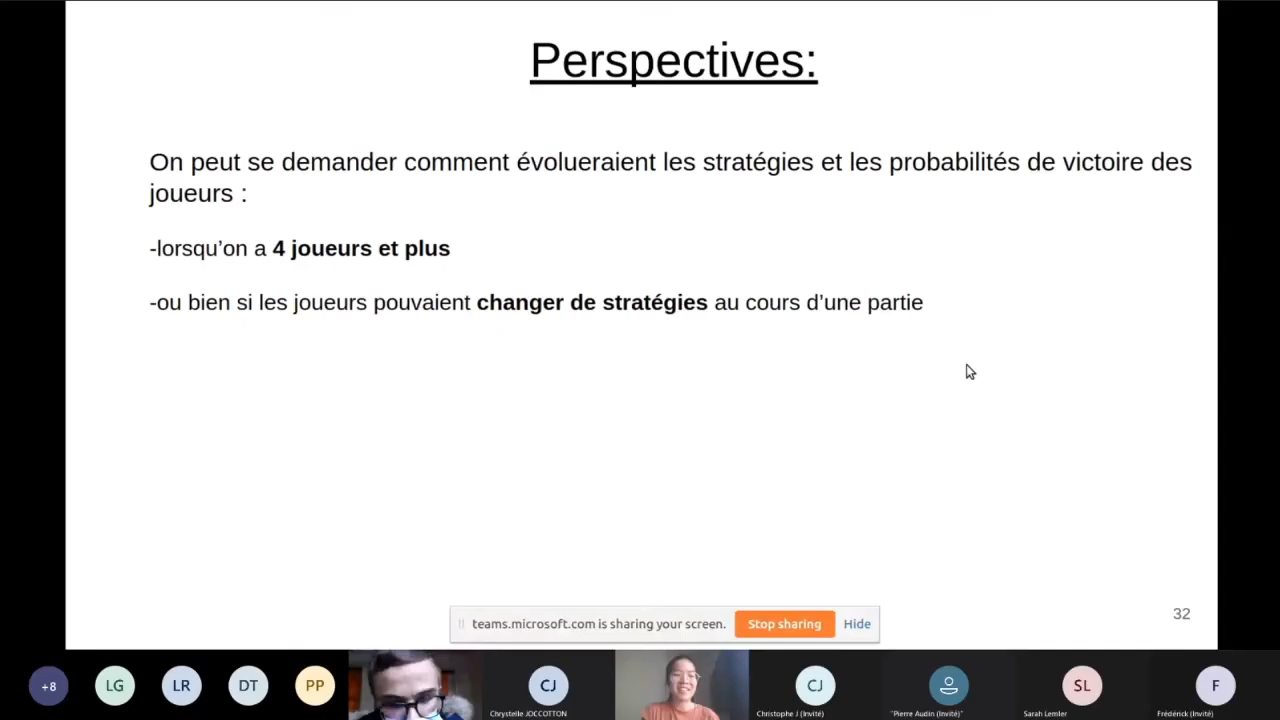 Perspectives:
On peut se demander comment évolueraient les stratégies et les probabilités de victoire des
joueurs :
-lorsqu’on a 4 joueurs et plus
-ou bien si les joueurs pouvaient changer de stratégies au cours d’une partie
32
teams.microsoft.com is sharing your screen. Stop sharing Hide
+8 LG LR DT PP CJ CJ SL F
Chrystelle JOCCOTTON Christophe J (Invité) "Pierre Audin (Invité)" Sarah Lemler Frédérick (Invité)